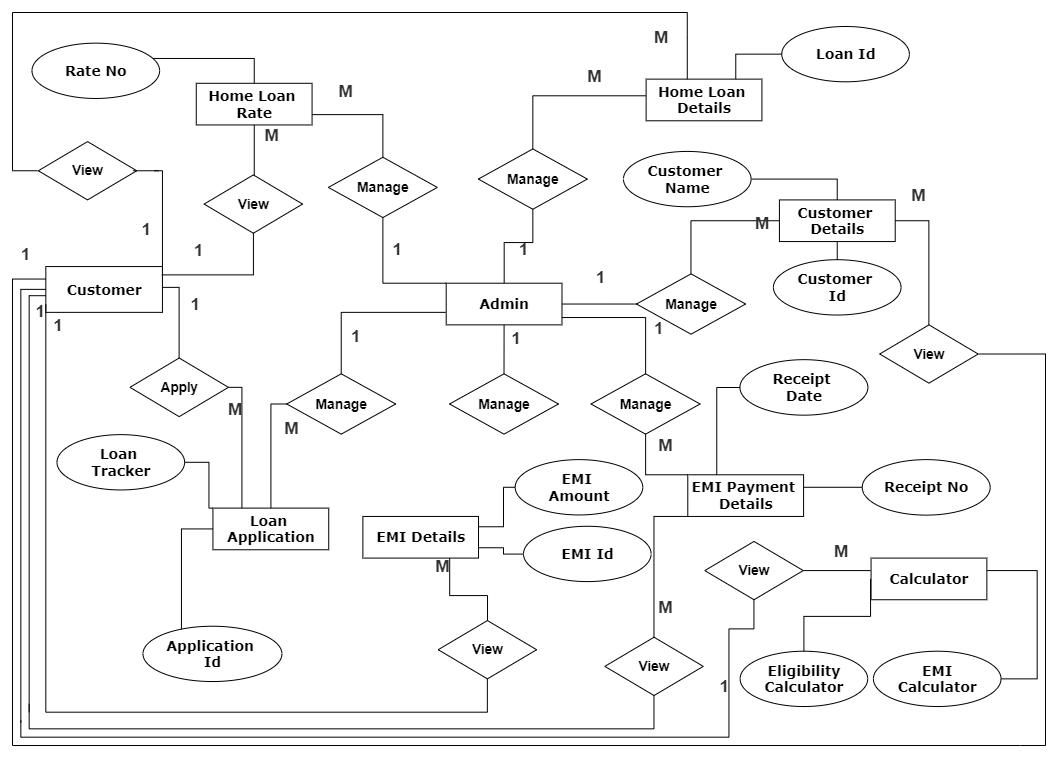 M
Loan Id
Rate No
M
M
Home Loan
Rate
Home Loan
Details
M
Customer
Name
View
Manage
Manage
M
View
Customer
Details
M
1
1
1
1
1
Customer
Id
1
Customer
Admin
Manage
1
1
1
1
1
1
1
View
Apply
Manage
Manage
Manage
Receipt
Date
M
M
M
Loan
Tracker
EMI
Amount
EMI Payment
Details
Receipt No
Loan
Application
EMI Details
EMI Id
M
View
M
Calculator
M
Application
Id
View
View
1
Eligibility
Calculator
EMI
Calculator